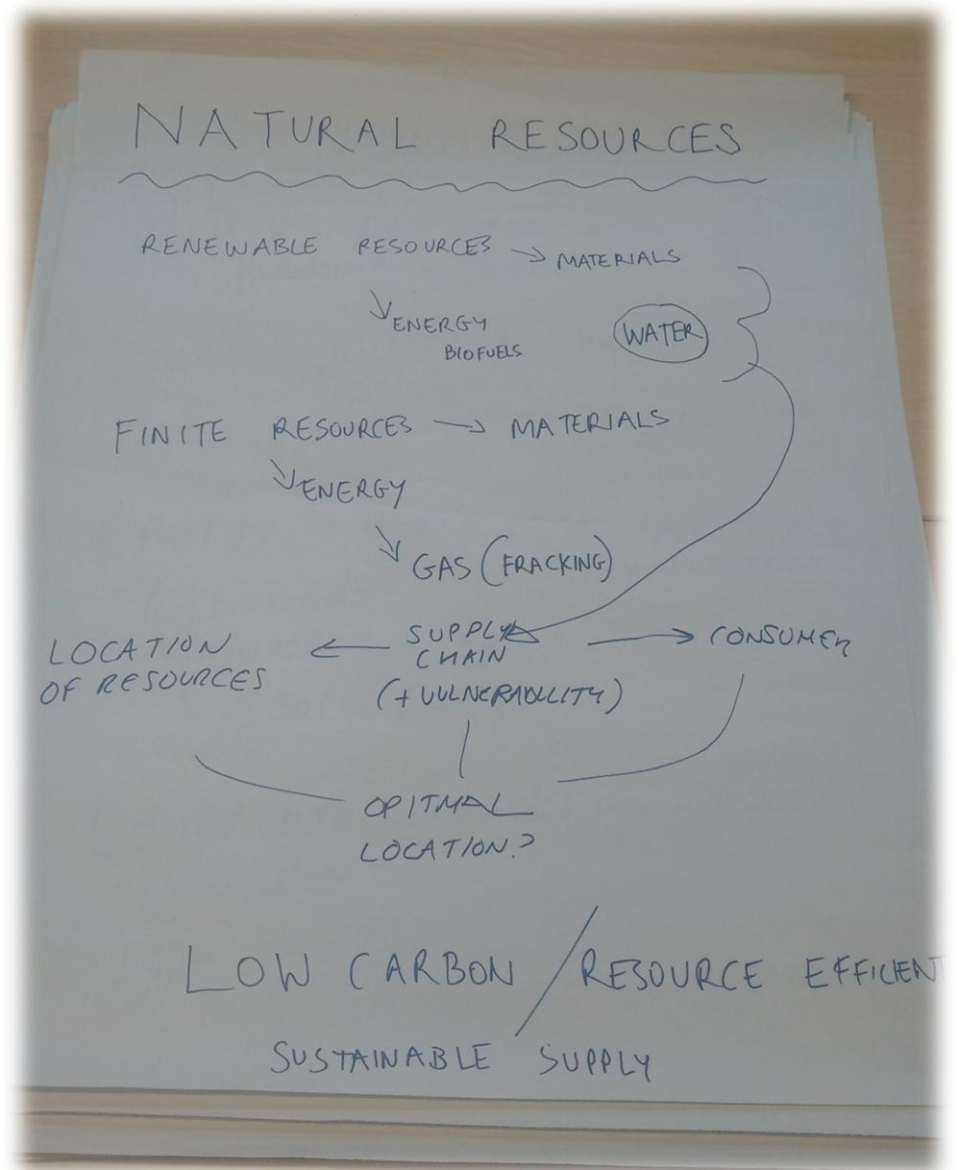 NATURAL RESOURCES
RENEWABLE RESOURCES → MATERIALS
↘ ENERGY
BIOFUELS
WATER
FINITE RESOURCES → MATERIALS
↘ ENERGY
↘ GAS (FRACKING)
LOCATION
OF RESOURCES
← SUPPLY
CHAIN
(+ VULNERABILLITY)
→ CONSUMER
OPITMAL
LOCATION?
LOW CARBON / RESOURCE EFFICIENT
SUSTAINABLE SUPPLY